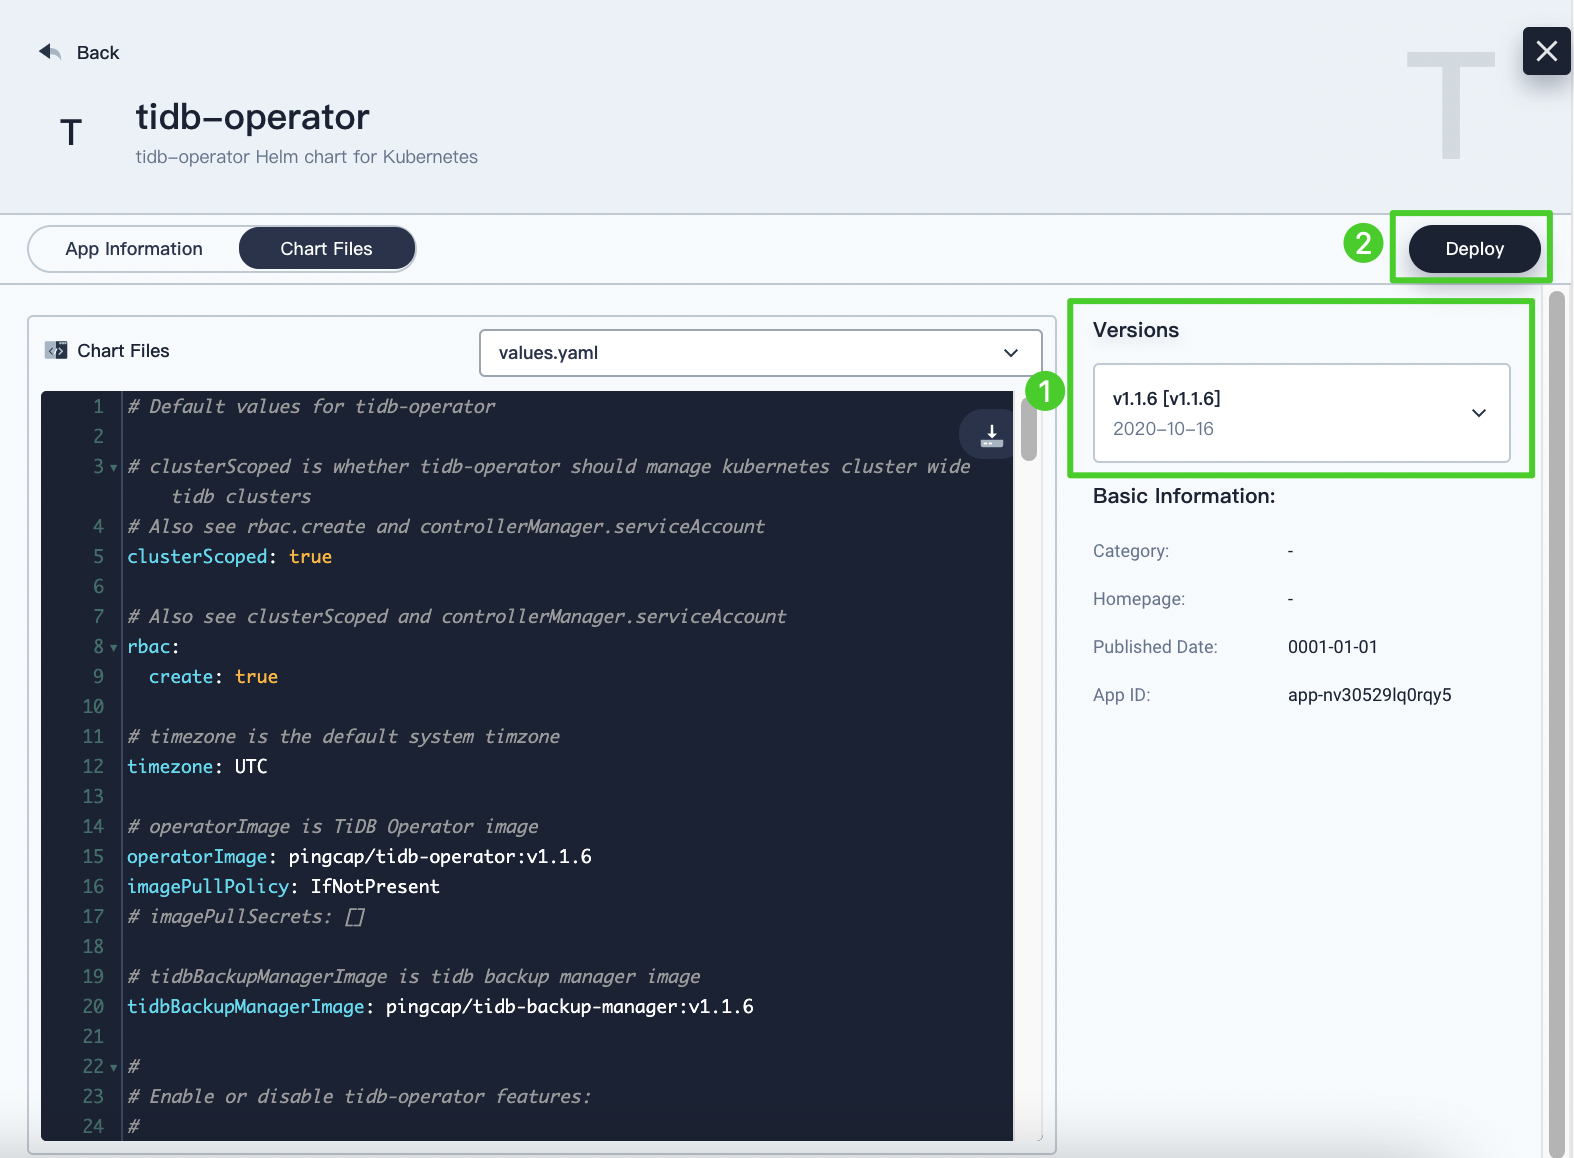 Back
T
tidb-operator
tidb-operator Helm chart for Kubernetes
T
App Information
Chart Files
2
Deploy
Chart Files
values.yaml
1 # Default values for tidb-operator
2
3 # clusterScoped is whether tidb-operator should manage kubernetes cluster wide
tidb clusters
4 # Also see rbac.create and controllerManager.serviceAccount
5 clusterScoped: true
6
7 # Also see clusterScoped and controllerManager.serviceAccount
8 rbac:
9 create: true
10
11 # timezone is the default system timzone
12 timezone: UTC
13
14 # operatorImage is TiDB Operator image
15 operatorImage: pingcap/tidb-operator:v1.1.6
16 imagePullPolicy: IfNotPresent
17 # imagePullSecrets: []
18
19 # tidbBackupManagerImage is tidb backup manager image
20 tidbBackupManagerImage: pingcap/tidb-backup-manager:v1.1.6
21
22 #
23 # Enable or disable tidb-operator features:
24 #
1
Versions
v1.1.6 [v1.1.6]
2020-10-16
Basic Information:
Category: -
Homepage: -
Published Date: 0001-01-01
App ID: app-nv30529lq0rqy5